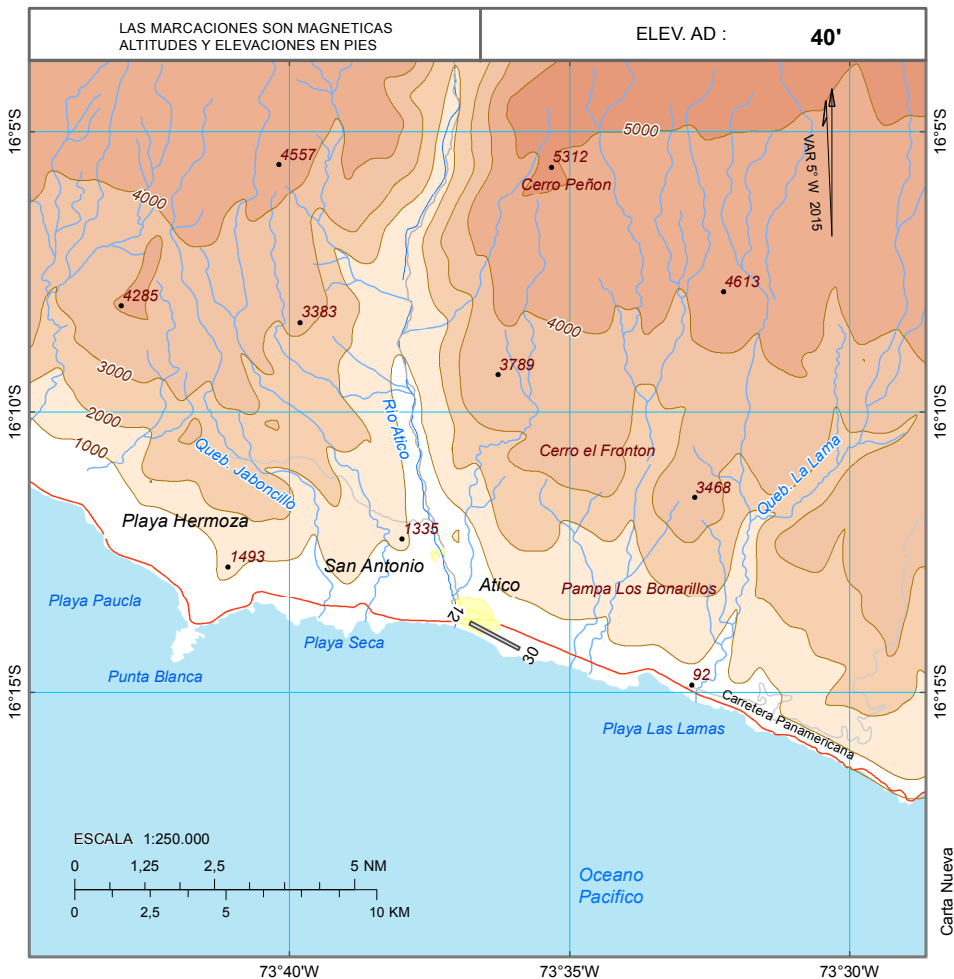 LAS MARCACIONES SON MAGNETICAS
ALTITUDES Y ELEVACIONES EN PIES
ELEV. AD : 40'
16°5'S
16°5'S
5000
VAR 5° W 2015
4557
5312
Cerro Peñon
4000
4285
3383
4613
4000
3789
3000
16°10'S
16°10'S
2000
1000
Rio Atico
Queb. Jaboncillo
Cerro el Fronton
Queb. La Lama
3468
Playa Hermoza
1335
1493
San Antonio
Atico
Pampa Los Bonarillos
Playa Paucla
12
30
Playa Seca
Punta Blanca
92
16°15'S
16°15'S
Carretera Panamericana
Playa Las Lamas
ESCALA 1:250.000
0 1,25 2,5 5 NM
0 2,5 5 10 KM
Oceano
Pacifico
Carta Nueva
73°40'W
73°35'W
73°30'W